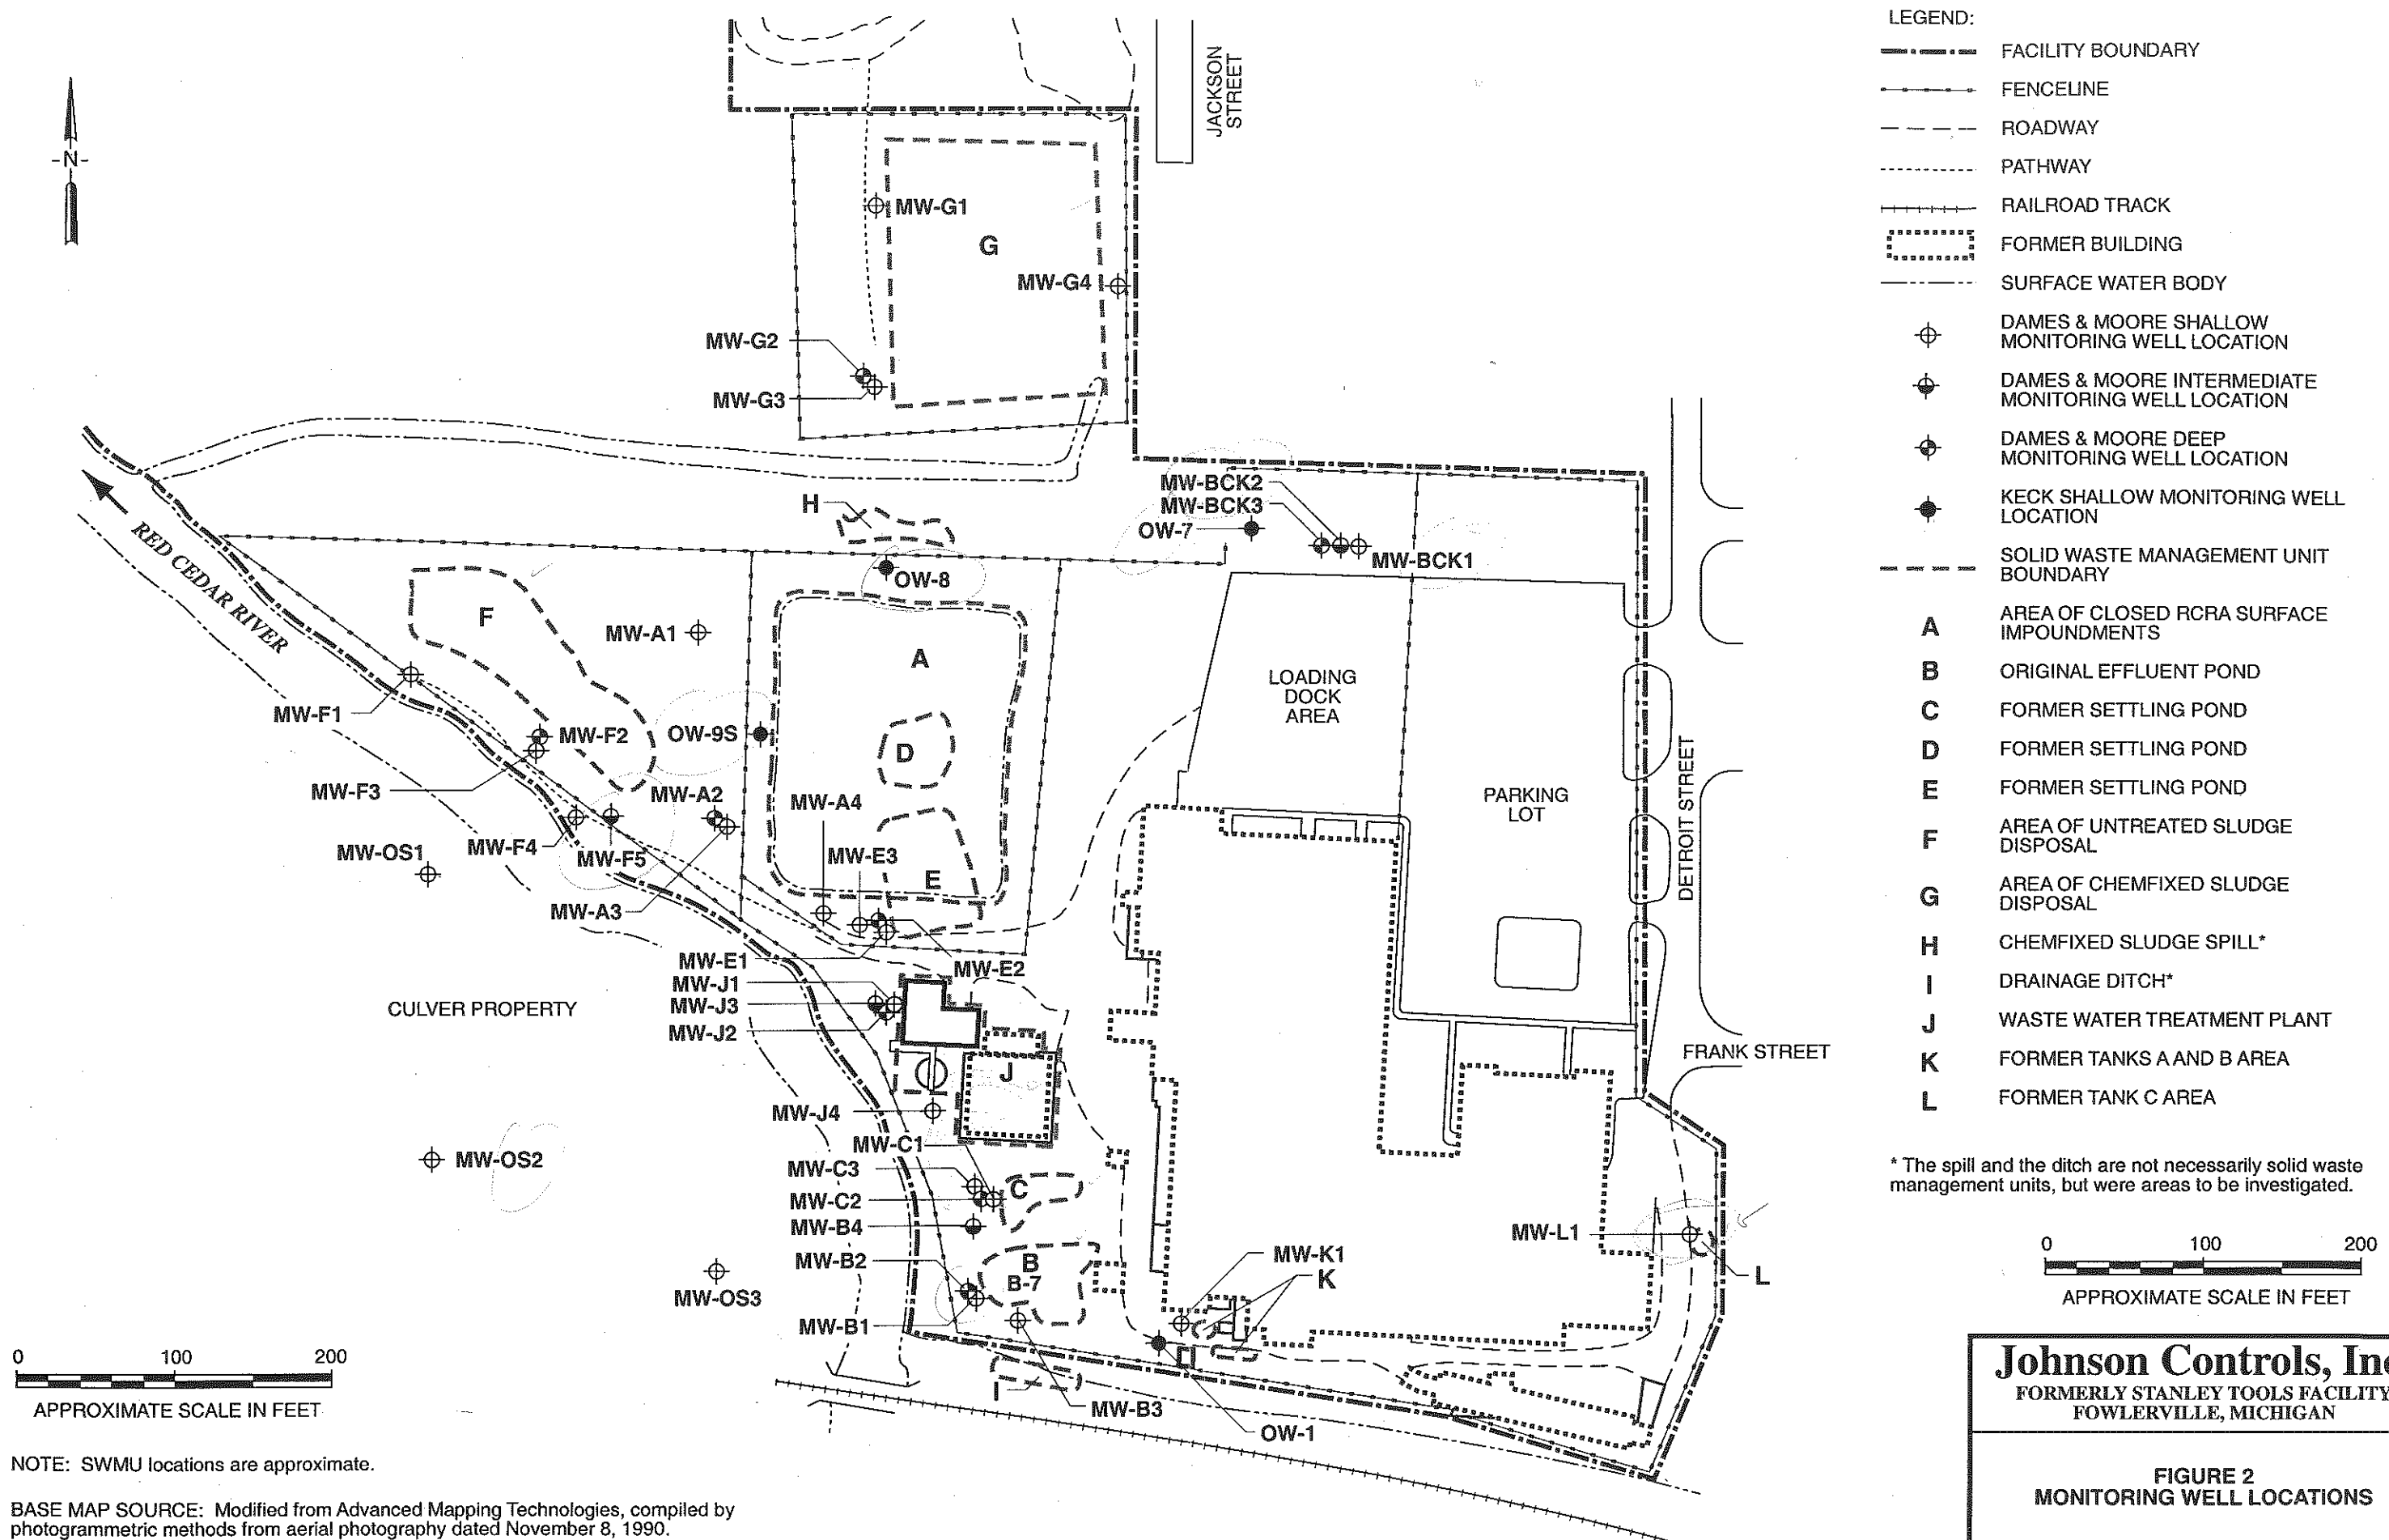 JACKSON
STREET
-N-
MW-G1
G
MW-G4
MW-G2
MW-G3
MW-BCK2
MW-BCK3
H
OW-7
MW-BCK1
OW-8
RED CEDAR RIVER
F
MW-A1
A
LOADING
DOCK
AREA
MW-F1
MW-F2
OW-9S
D
MW-F3
MW-A2
MW-A4
PARKING
LOT
DETROIT STREET
MW-OS1
MW-F4
MW-F5
MW-E3
E
MW-A3
MW-E1
MW-E2
MW-J1
MW-J3
MW-J2
CULVER PROPERTY
FRANK STREET
J
MW-J4
MW-C1
MW-OS2
MW-C3
C
MW-C2
MW-B4
MW-L1
MW-B2
B
B-7
MW-K1
K
L
MW-OS3
MW-B1
I
MW-B3
OW-1
0 100 200
APPROXIMATE SCALE IN FEET
NOTE: SWMU locations are approximate.
BASE MAP SOURCE: Modified from Advanced Mapping Technologies, compiled by
photogrammetric methods from aerial photography dated November 8, 1990.
LEGEND:
FACILITY BOUNDARY
FENCELINE
ROADWAY
PATHWAY
RAILROAD TRACK
FORMER BUILDING
SURFACE WATER BODY
DAMES & MOORE SHALLOW
MONITORING WELL LOCATION
DAMES & MOORE INTERMEDIATE
MONITORING WELL LOCATION
DAMES & MOORE DEEP
MONITORING WELL LOCATION
KECK SHALLOW MONITORING WELL
LOCATION
SOLID WASTE MANAGEMENT UNIT
BOUNDARY
A AREA OF CLOSED RCRA SURFACE
IMPOUNDMENTS
B ORIGINAL EFFLUENT POND
C FORMER SETTLING POND
D FORMER SETTLING POND
E FORMER SETTLING POND
F AREA OF UNTREATED SLUDGE
DISPOSAL
G AREA OF CHEMFIXED SLUDGE
DISPOSAL
H CHEMFIXED SLUDGE SPILL*
I DRAINAGE DITCH*
J WASTE WATER TREATMENT PLANT
K FORMER TANKS A AND B AREA
L FORMER TANK C AREA
* The spill and the ditch are not necessarily solid waste
management units, but were areas to be investigated.
0 100 200
APPROXIMATE SCALE IN FEET
Johnson Controls, Inc
FORMERLY STANLEY TOOLS FACILITY
FOWLERVILLE, MICHIGAN
FIGURE 2
MONITORING WELL LOCATIONS